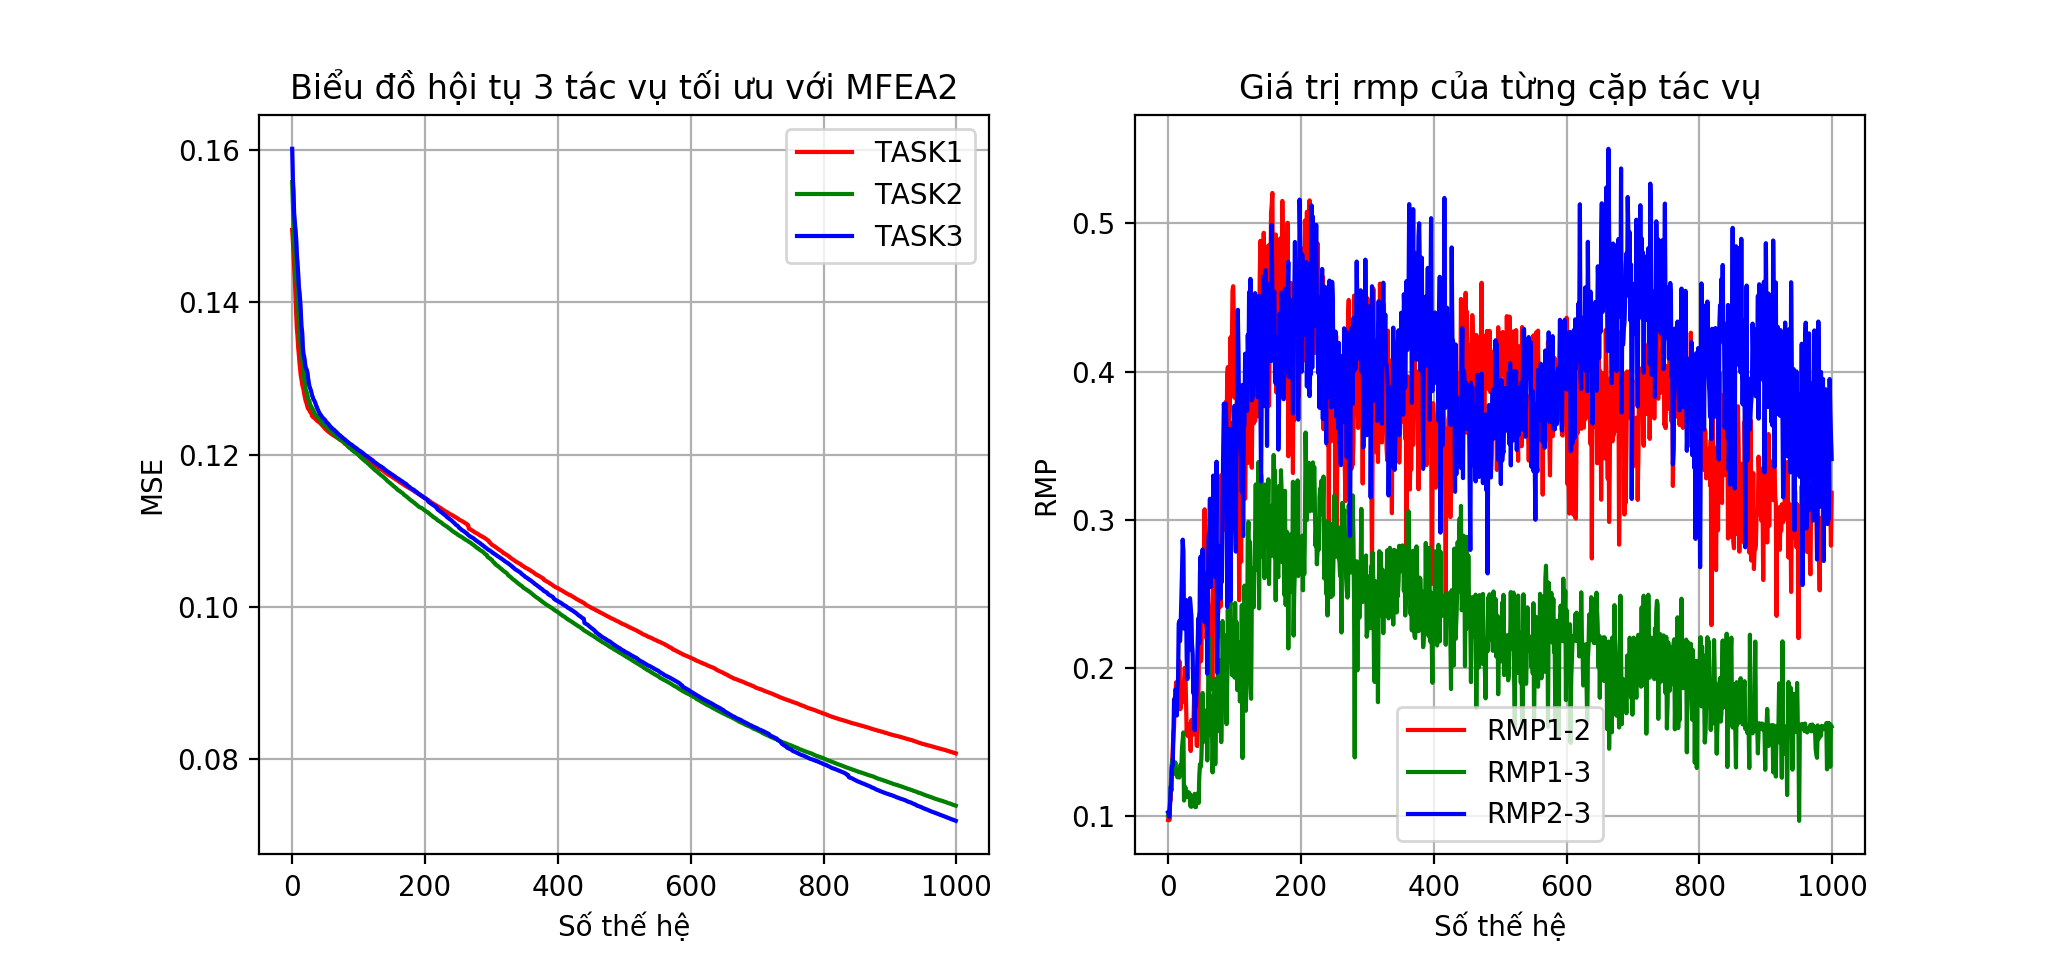 Biểu đồ hội tụ 3 tác vụ tối ưu với MFEA2
MSE
0.16
0.14
0.12
0.10
0.08
TASK1
TASK2
TASK3
0 200 400 600 800 1000
Số thế hệ
Giá trị rmp của từng cặp tác vụ
RMP
0.5
0.4
0.3
0.2
0.1
RMP1-2
RMP1-3
RMP2-3
0 200 400 600 800 1000
Số thế hệ